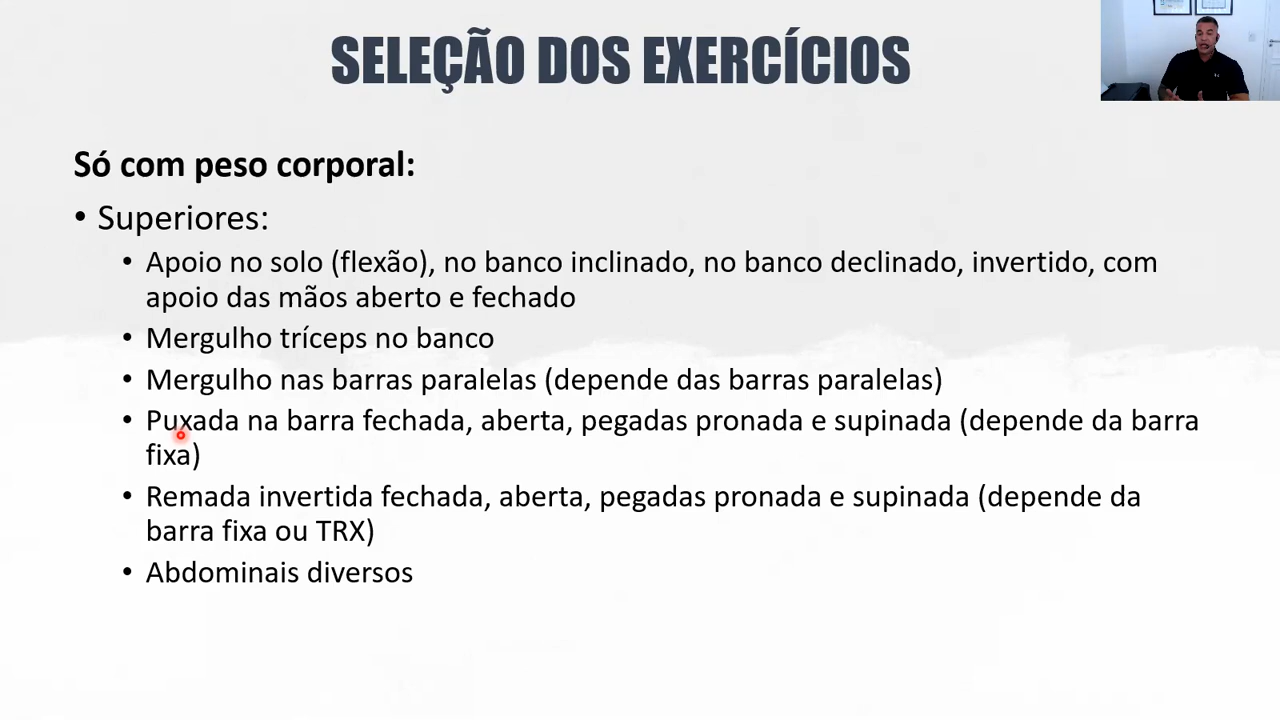 SELEÇÃO DOS EXERCÍCIOS
Só com peso corporal:
• Superiores:
• Apoio no solo (flexão), no banco inclinado, no banco declinado, invertido, com
apoio das mãos aberto e fechado
• Mergulho tríceps no banco
• Mergulho nas barras paralelas (depende das barras paralelas)
• Puxada na barra fechada, aberta, pegadas pronada e supinada (depende da barra
fixa)
• Remada invertida fechada, aberta, pegadas pronada e supinada (depende da
barra fixa ou TRX)
• Abdominais diversos